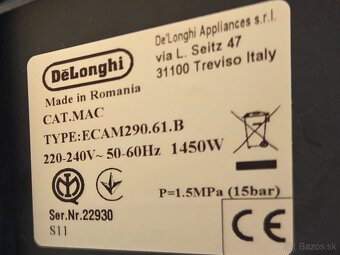 DeLonghi
De'Longhi Appliances s.r.l.
via L. Seitz 47
31100 Treviso Italy
Made in Romania
CAT.MAC
TYPE:ECAM290.61.B
220-240V~ 50-60Hz 1450W
P=1.5MPa (15bar)
Ser.Nr.22930
S11
CE
bazos.sk